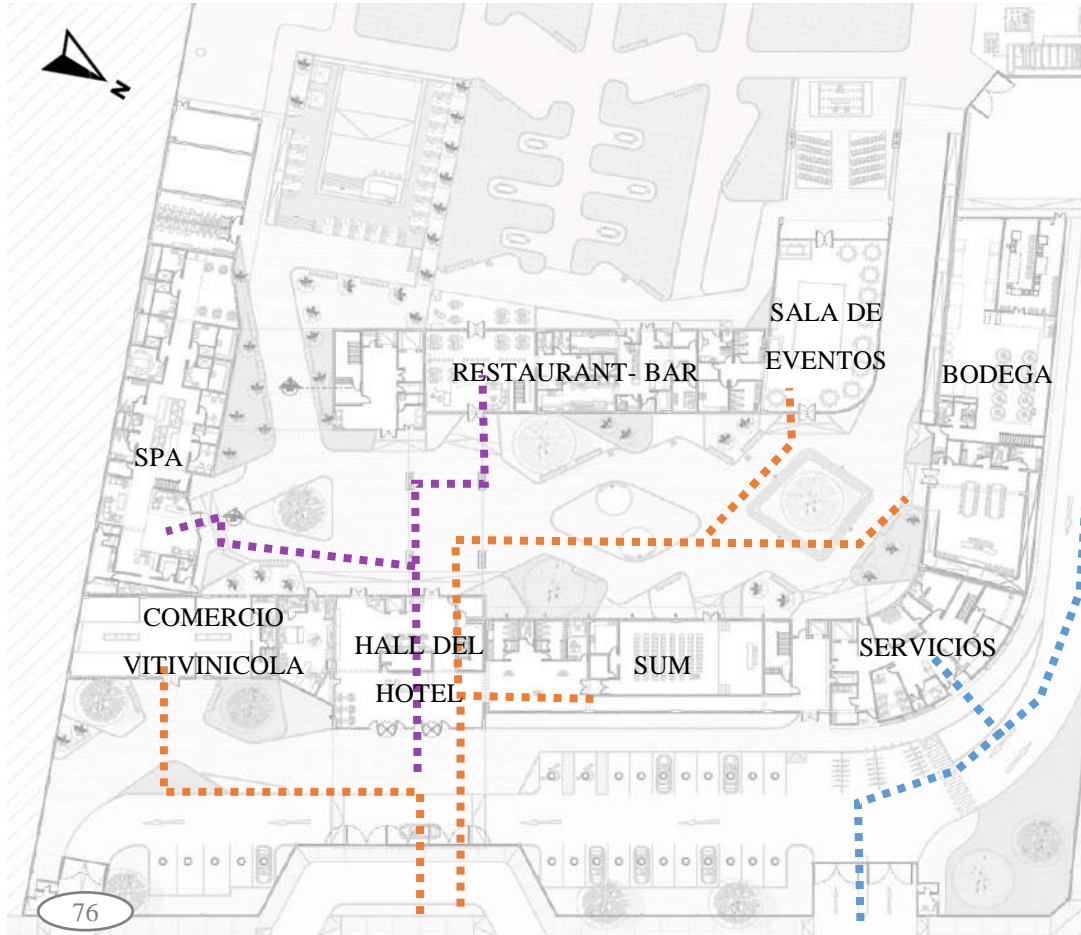 N
SALA DE
EVENTOS
RESTAURANT- BAR
BODEGA
SPA
COMERCIO
VITIVINICOLA
HALL DEL
HOTEL
SUM
SERVICIOS
76